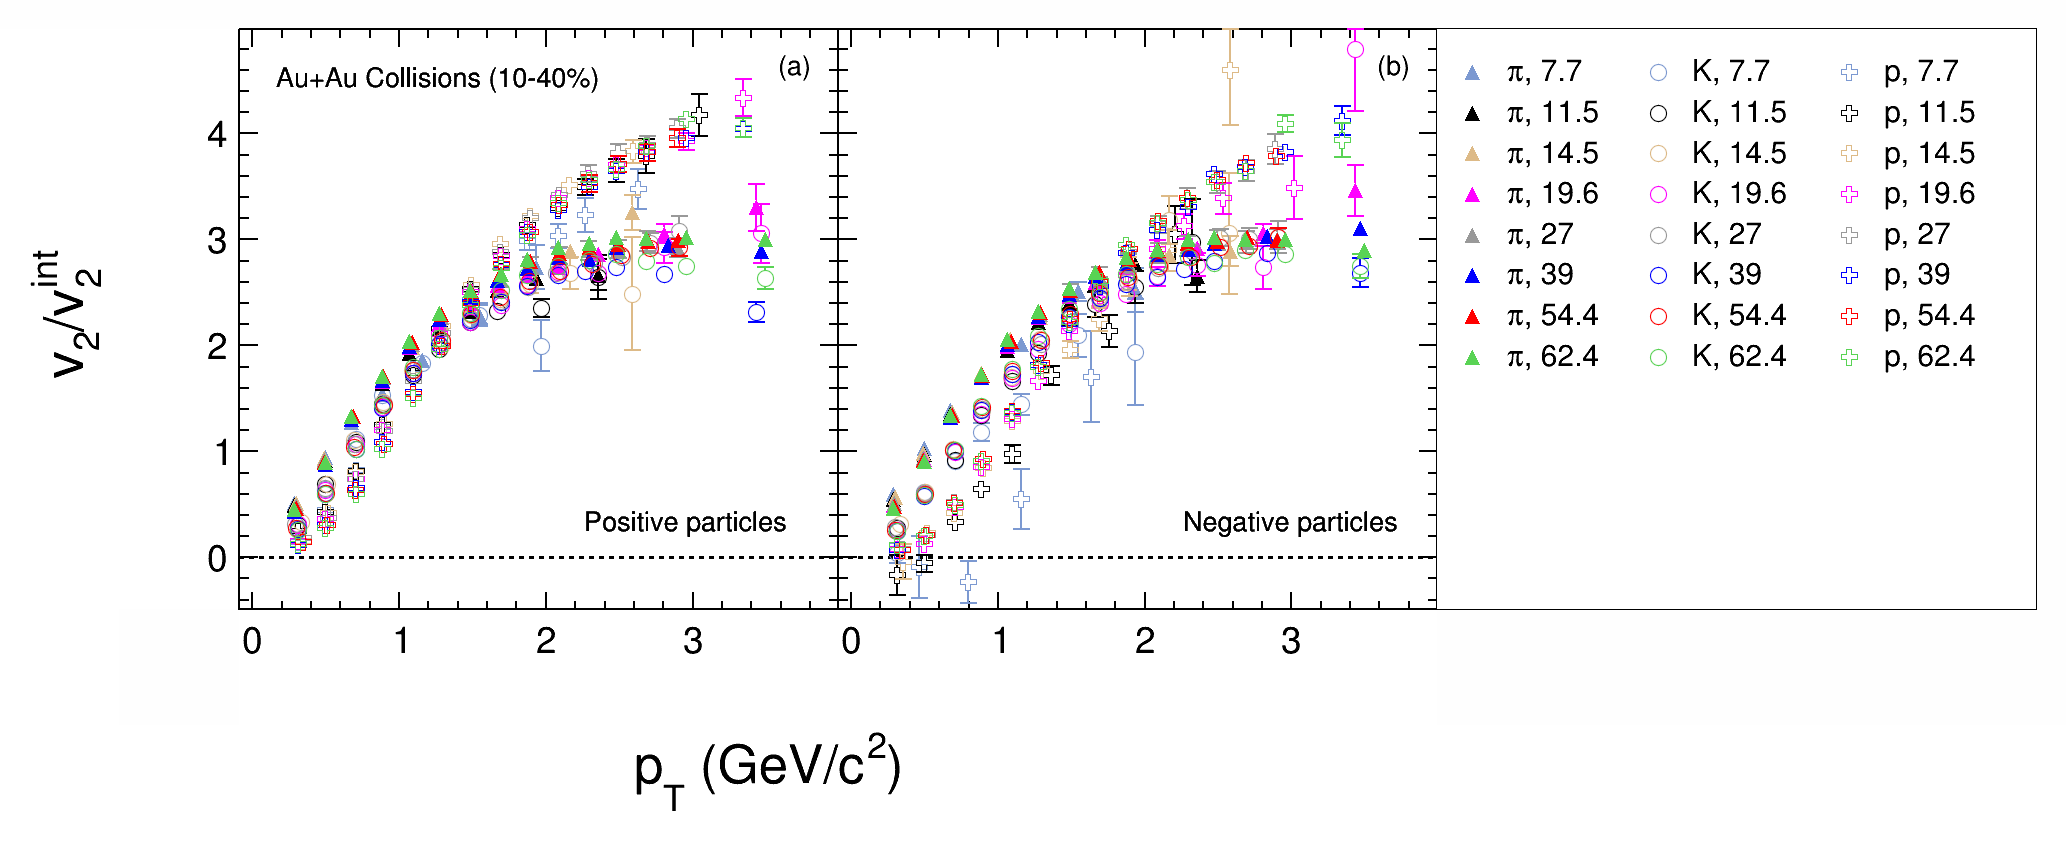 Au+Au Collisions (10-40%)
(a)
Positive particles
(b)
Negative particles
v2/v2int
4
3
2
1
0
0 1 2 3
0 1 2 3
pT (GeV/c2)
π, 7.7 K, 7.7 p, 7.7
π, 11.5 K, 11.5 p, 11.5
π, 14.5 K, 14.5 p, 14.5
π, 19.6 K, 19.6 p, 19.6
π, 27 K, 27 p, 27
π, 39 K, 39 p, 39
π, 54.4 K, 54.4 p, 54.4
π, 62.4 K, 62.4 p, 62.4